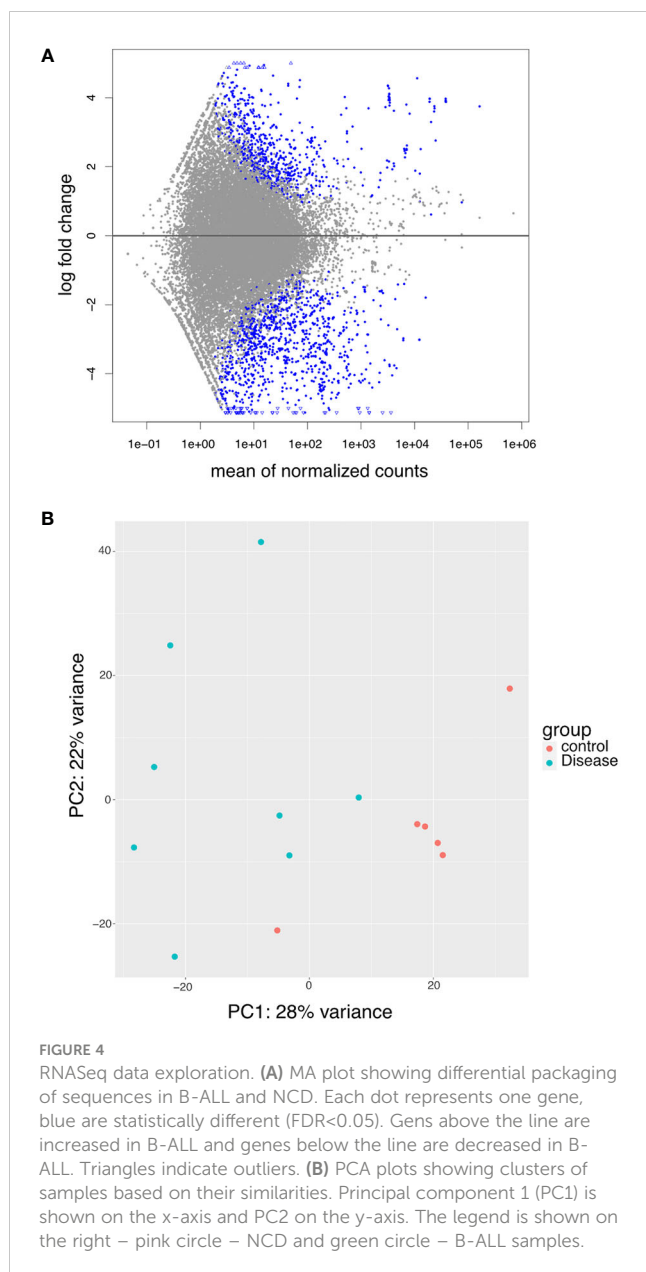 A
log fold change
4
2
0
−2
−4
1e−01 1e+00 1e+01 1e+02 1e+03 1e+04 1e+05 1e+06
mean of normalized counts
B
PC2: 22% variance
40
20
0
−20
−20 0 20
PC1: 28% variance
group
control
Disease
FIGURE 4
RNASeq data exploration. (A) MA plot showing differential packaging
of sequences in B-ALL and NCD. Each dot represents one gene,
blue are statistically different (FDR<0.05). Gens above the line are
increased in B-ALL and genes below the line are decreased in B-
ALL. Triangles indicate outliers. (B) PCA plots showing clusters of
samples based on their similarities. Principal component 1 (PC1) is
shown on the x-axis and PC2 on the y-axis. The legend is shown on
the right – pink circle – NCD and green circle – B-ALL samples.